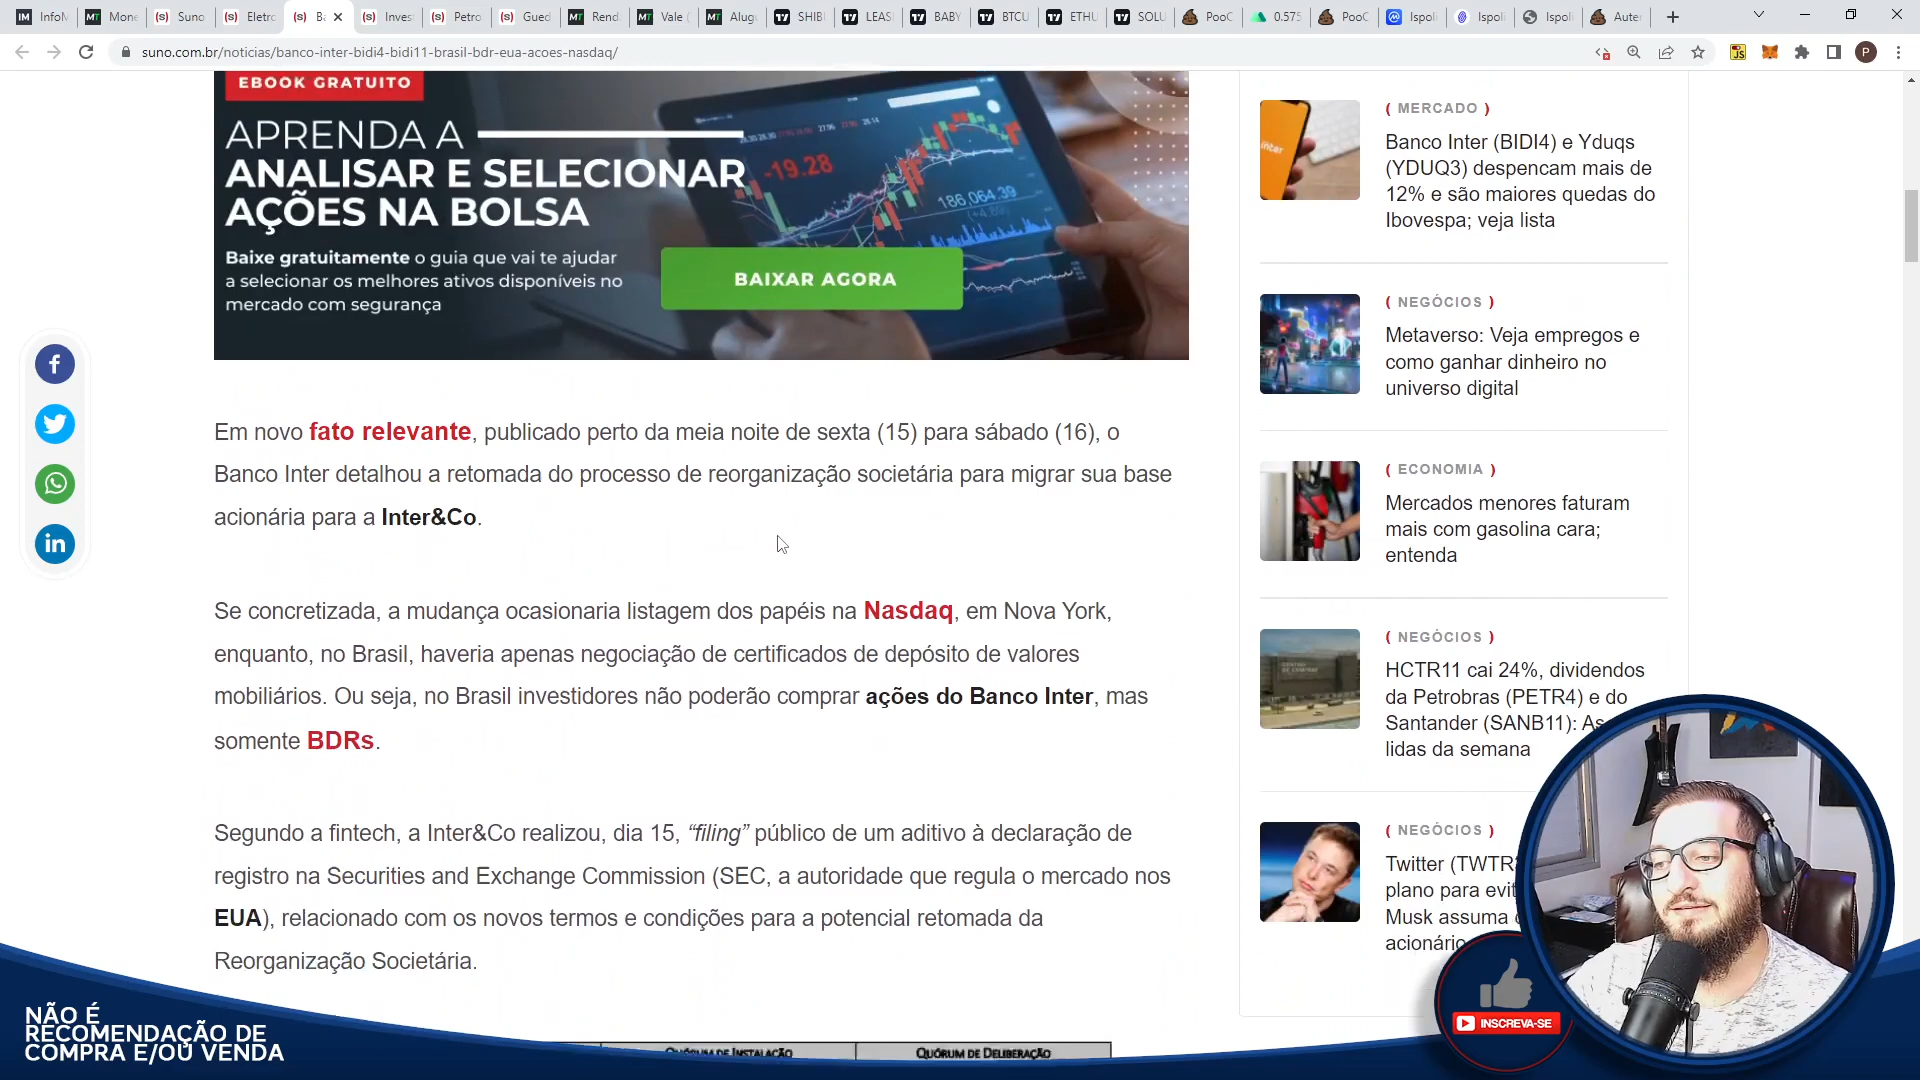 InfoM
Mone
Suno
Eletro
Ba
Inves
Petro
Gued
Rend
Vale (
Alug
SHIB
LEAS
BABY
BTCU
ETHU
SOLU
PooC
0.575
PooC
Ispol
Ispoli
Ispol
Auter
suno.com.br/noticias/banco-inter-bidi4-bidi11-brasil-bdr-eua-acoes-nasdaq/
JS
P
EBOOK GRATUITO
APRENDA A
ANALISAR E SELECIONAR
AÇÕES NA BOLSA
Baixe gratuitamente o guia que vai te ajudar
a selecionar os melhores ativos disponíveis no
mercado com segurança
BAIXAR AGORA
-19.28
186,064.39
(+4.89)
Em novo fato relevante, publicado perto da meia noite de sexta (15) para sábado (16), o
Banco Inter detalhou a retomada do processo de reorganização societária para migrar sua base
acionária para a Inter&Co.
Se concretizada, a mudança ocasionaria listagem dos papéis na Nasdaq, em Nova York,
enquanto, no Brasil, haveria apenas negociação de certificados de depósito de valores
mobiliários. Ou seja, no Brasil investidores não poderão comprar ações do Banco Inter, mas
somente BDRs.
Segundo a fintech, a Inter&Co realizou, dia 15, “filing” público de um aditivo à declaração de
registro na Securities and Exchange Commission (SEC, a autoridade que regula o mercado nos
EUA), relacionado com os novos termos e condições para a potencial retomada da
Reorganização Societária.
QUÓRUM DE INSTALAÇÃO
QUÓRUM DE DELIBERAÇÃO
( MERCADO )
Banco Inter (BIDI4) e Yduqs
(YDUQ3) despencam mais de
12% e são maiores quedas do
Ibovespa; veja lista
inter
( NEGÓCIOS )
Metaverso: Veja empregos e
como ganhar dinheiro no
universo digital
( ECONOMIA )
Mercados menores faturam
mais com gasolina cara;
entenda
( NEGÓCIOS )
HCTR11 cai 24%, dividendos
da Petrobras (PETR4) e do
Santander (SANB11): As
lidas da semana
( NEGÓCIOS )
Twitter (TWTR
plano para evit
Musk assuma
acionário
INSCREVA-SE
NÃO É
RECOMENDAÇÃO DE
COMPRA E/OU VENDA